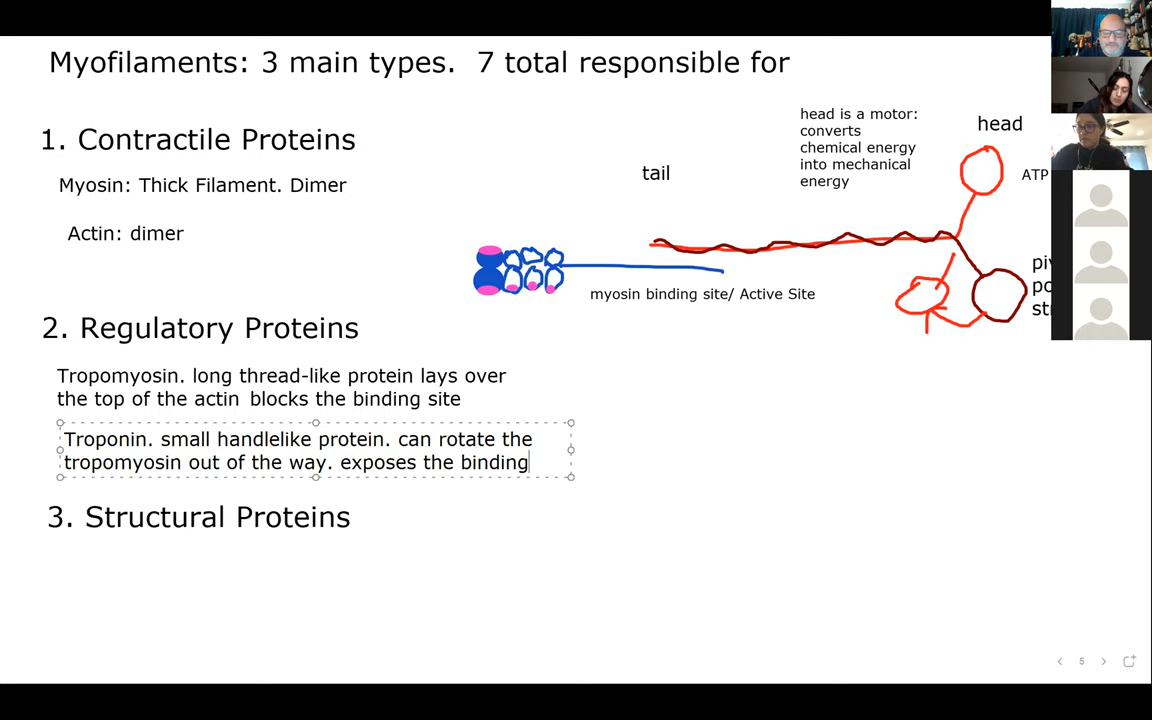 Myofilaments: 3 main types.  7 total responsible for
1. Contractile Proteins
Myosin: Thick Filament. Dimer
Actin: dimer
tail
head is a motor:
converts
chemical energy
into mechanical
energy
head
ATP
myosin binding site/ Active Site
2. Regulatory Proteins
Tropomyosin. long thread-like protein lays over
the top of the actin  blocks the binding site
Troponin. small handlelike protein. can rotate the
tropomyosin out of the way. exposes the binding
3. Structural Proteins
5